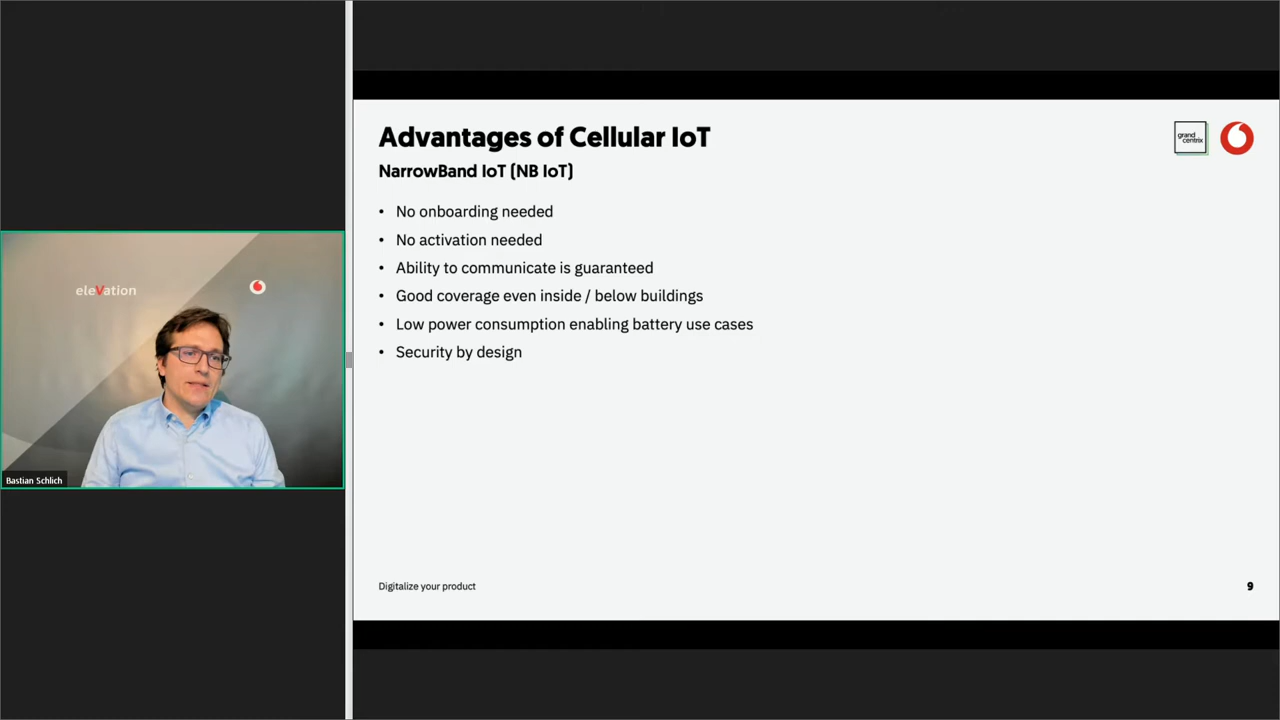 eleVation
Bastian Schlich
Advantages of Cellular IoT
grand
centrix
NarrowBand IoT (NB IoT)
• No onboarding needed
• No activation needed
• Ability to communicate is guaranteed
• Good coverage even inside / below buildings
• Low power consumption enabling battery use cases
• Security by design
Digitalize your product
9